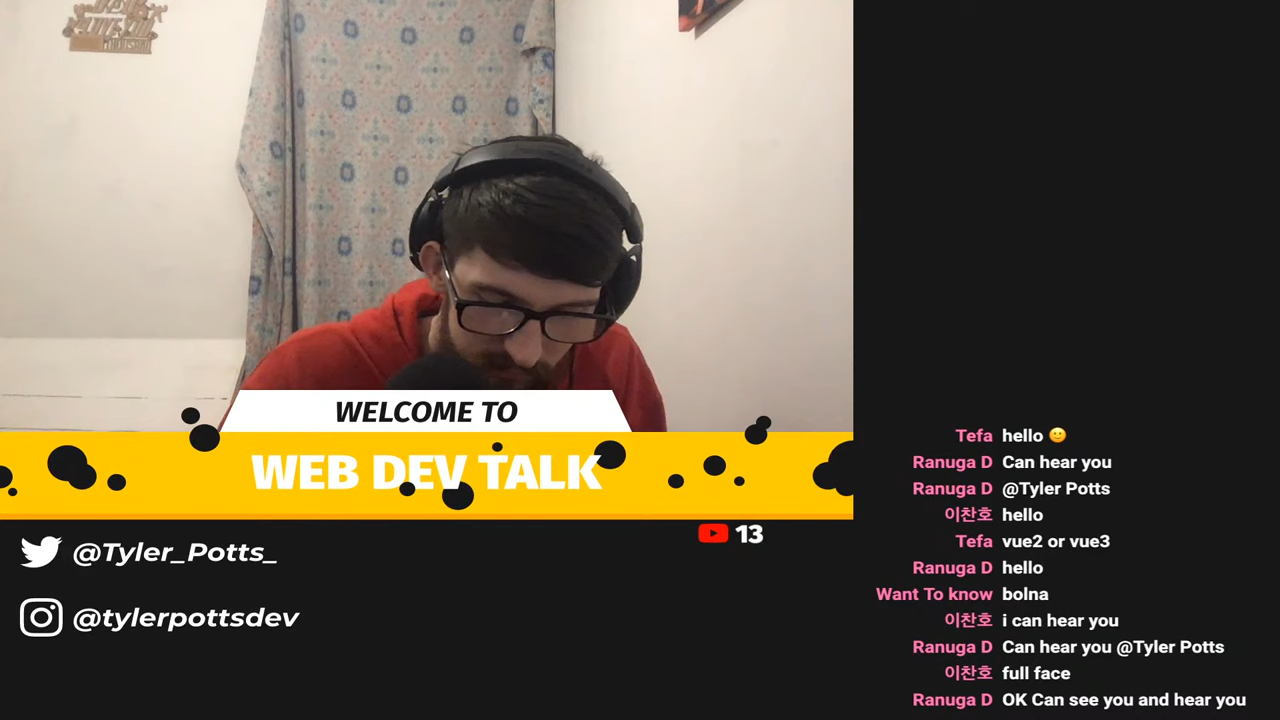 WELCOME TO
WEB DEV TALK
13
@Tyler_Potts_
@tylerpottsdev
Tefa hello 🙂
Ranuga D Can hear you
Ranuga D @Tyler Potts
이찬호 hello
Tefa vue2 or vue3
Ranuga D hello
Want To know bolna
이찬호 i can hear you
Ranuga D Can hear you @Tyler Potts
이찬호 full face
Ranuga D OK Can see you and hear you